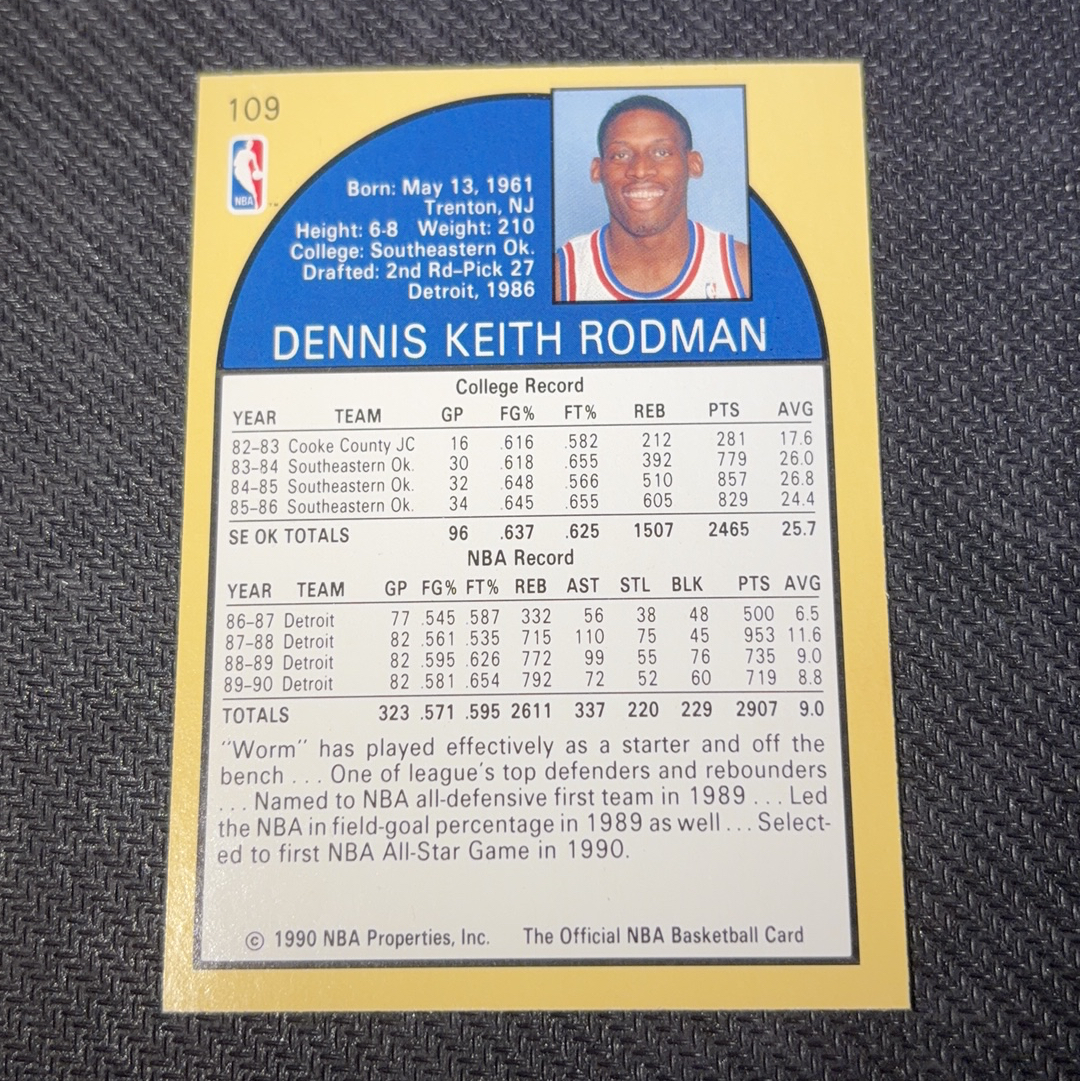 109
NBA
Born: May 13, 1961
Trenton, NJ
Height: 6-8 Weight: 210
College: Southeastern Ok.
Drafted: 2nd Rd-Pick 27
Detroit, 1986
DENNIS KEITH RODMAN
College Record
YEAR TEAM GP FG% FT% REB PTS AVG
82-83 Cooke County JC 16 .616 .582 212 281 17.6
83-84 Southeastern Ok. 30 .618 .655 392 779 26.0
84-85 Southeastern Ok. 32 .648 .566 510 857 26.8
85-86 Southeastern Ok. 34 .645 .655 605 829 24.4
SE OK TOTALS 96 .637 .625 1507 2465 25.7
NBA Record
YEAR TEAM GP FG% FT% REB AST STL BLK PTS AVG
86-87 Detroit 77 .545 .587 332 56 38 48 500 6.5
87-88 Detroit 82 .561 .535 715 110 75 45 953 11.6
88-89 Detroit 82 .595 .626 772 99 55 76 735 9.0
89-90 Detroit 82 .581 .654 792 72 52 60 719 8.8
TOTALS 323 .571 .595 2611 337 220 229 2907 9.0
"Worm" has played effectively as a starter and off the
bench . . . One of league's top defenders and rebounders
. . . Named to NBA all-defensive first team in 1989 . . . Led
the NBA in field-goal percentage in 1989 as well . . . Select-
ed to first NBA All-Star Game in 1990.
© 1990 NBA Properties, Inc. The Official NBA Basketball Card